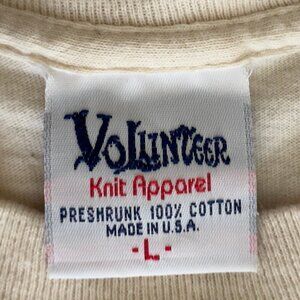 VOLUNTEER
Knit Apparel
PRESHRUNK 100% COTTON
MADE IN U.S.A.
-L-